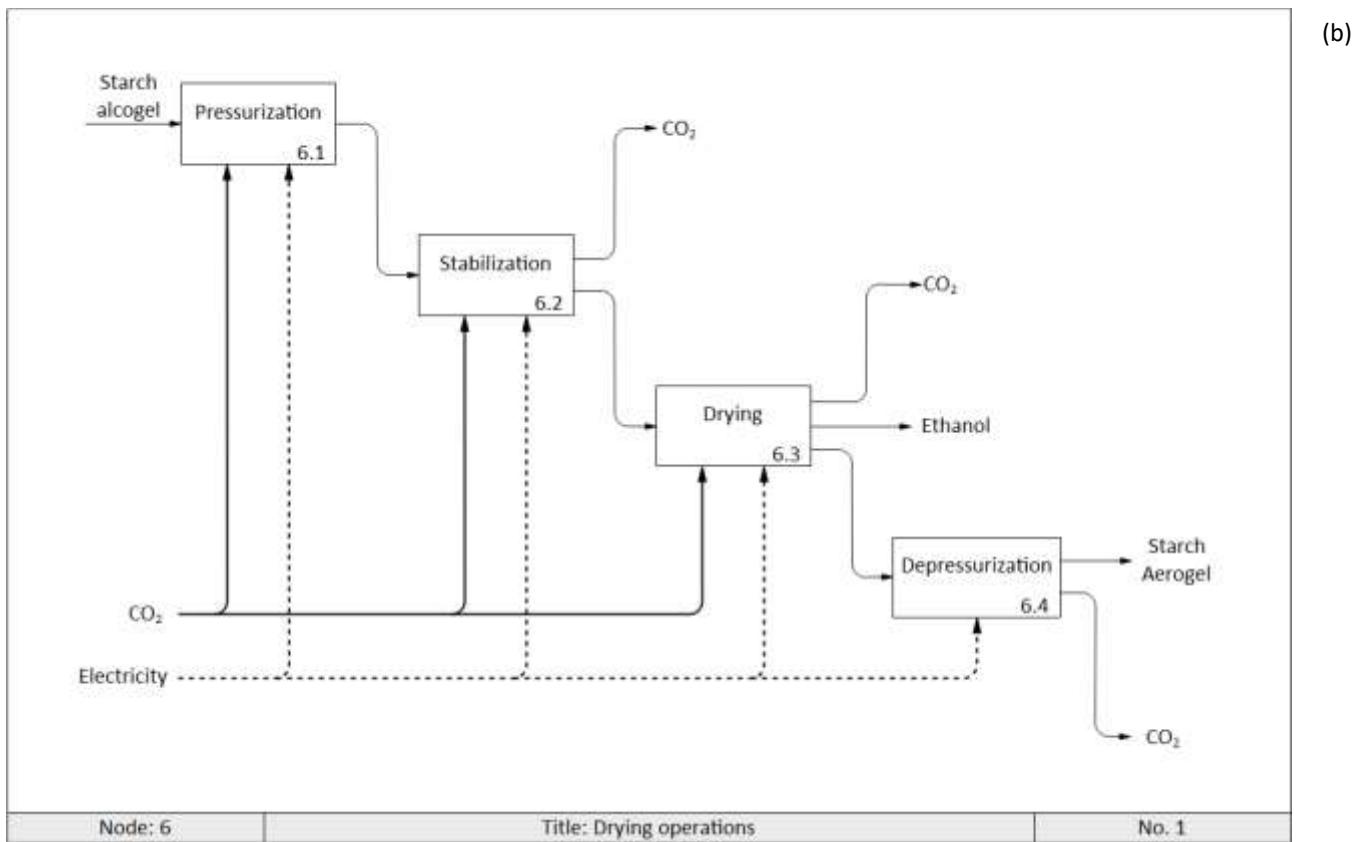 (b)
Starch
alcogel
Pressurization
6.1
CO₂
Stabilization
6.2
CO₂
Drying
6.3
Ethanol
Depressurization
6.4
Starch
Aerogel
CO₂
Electricity
CO₂
Node: 6
Title: Drying operations
No. 1